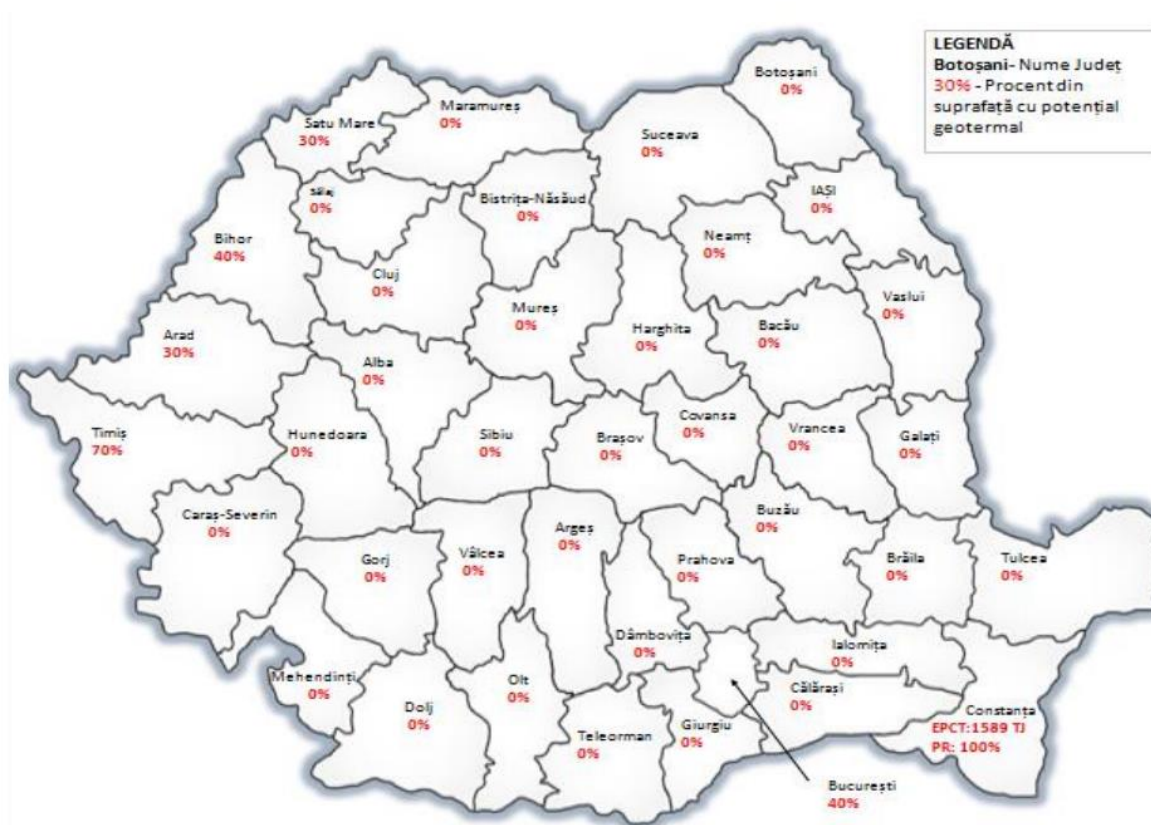 LEGENDĂ
Botoșani- Nume Județ
30% - Procent din
suprafață cu potențial
geotermal
Botoșani
0%
Maramureș
0%
Satu Mare
30%
Suceava
0%
Sălaj
0%
Bistrița-Năsăud
0%
IAȘI
0%
Neamț
0%
Bihor
40%
Cluj
0%
Mureș
0%
Harghita
0%
Bacău
0%
Vaslui
0%
Arad
30%
Alba
0%
Timiș
70%
Hunedoara
0%
Sibiu
0%
Brașov
0%
Covansa
0%
Vrancea
0%
Galați
0%
Caraș-Severin
0%
Gorj
0%
Vâlcea
0%
Argeș
0%
Prahova
0%
Buzău
0%
Brăila
0%
Tulcea
0%
Dâmbovița
0%
Ialomița
0%
Mehendinți
0%
Dolj
0%
Olt
0%
Teleorman
0%
Giurgiu
0%
Călărași
0%
Constanța
EPCT:1589 TJ
PR: 100%
București
40%